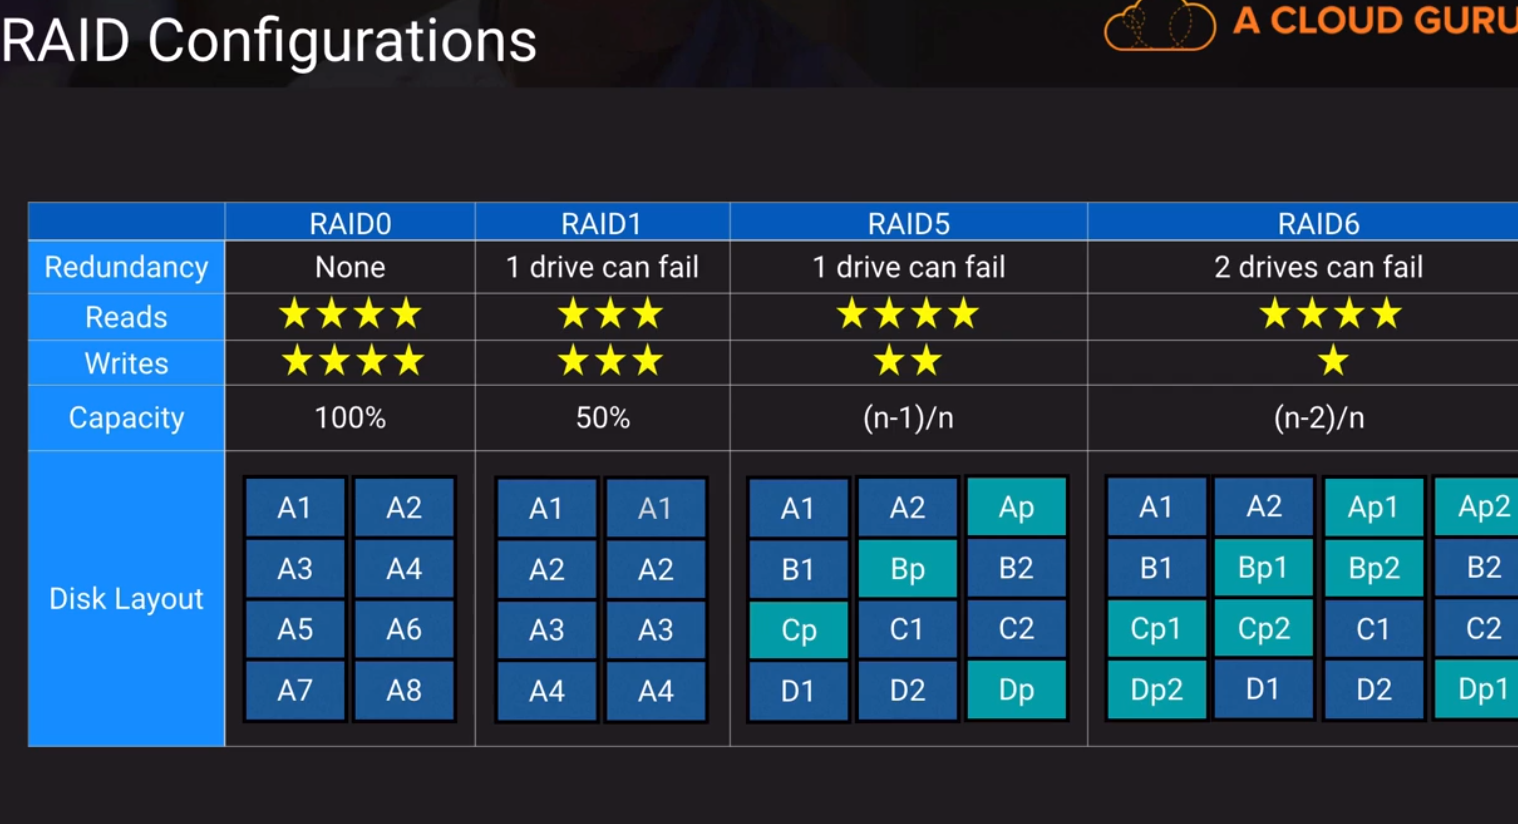 RAID Configurations
A CLOUD GURU
RAID0 RAID1 RAID5 RAID6
Redundancy None 1 drive can fail 1 drive can fail 2 drives can fail
Reads ★★★★ ★★★ ★★★★ ★★★★
Writes ★★★★ ★★★ ★★ ★
Capacity 100% 50% (n-1)/n (n-2)/n
Disk Layout
A1 A2 A1 A1 A1 A2 Ap A1 A2 Ap1 Ap2
A3 A4 A2 A2 B1 Bp B2 B1 Bp1 Bp2 B2
A5 A6 A3 A3 Cp C1 C2 Cp1 Cp2 C1 C2
A7 A8 A4 A4 D1 D2 Dp Dp2 D1 D2 Dp1